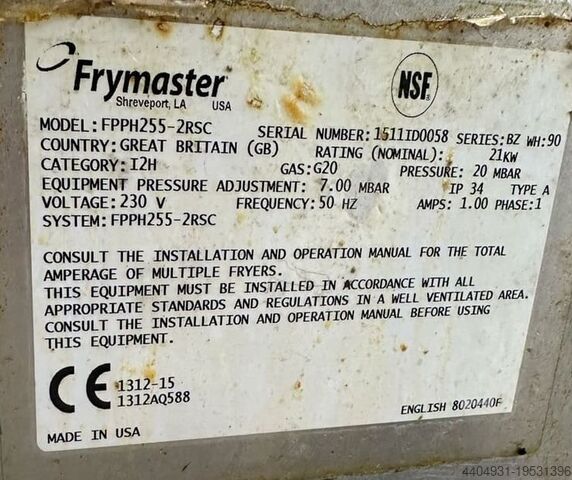 Frymaster
Shreveport, LA USA
NSF
MODEL: FPPH255-2RSC SERIAL NUMBER: 1511ID0058 SERIES: BZ WH: 90
COUNTRY: GREAT BRITAIN (GB) RATING (NOMINAL): 21KW
CATEGORY: I2H GAS: G20 PRESSURE: 20 MBAR
EQUIPMENT PRESSURE ADJUSTMENT: 7.00 MBAR IP 34 TYPE A
VOLTAGE: 230 V FREQUENCY: 50 HZ AMPS: 1.00 PHASE: 1
SYSTEM: FPPH255-2RSC
CONSULT THE INSTALLATION AND OPERATION MANUAL FOR THE TOTAL
AMPERAGE OF MULTIPLE FRYERS.
THIS EQUIPMENT MUST BE INSTALLED IN ACCORDANCE WITH ALL
APPROPRIATE STANDARDS AND REGULATIONS IN A WELL VENTILATED AREA.
CONSULT THE INSTALLATION AND OPERATION MANUAL BEFORE USING
THIS EQUIPMENT.
CE 1312-15
1312AQ588
ENGLISH 8020440F
MADE IN USA
4404931-19531396